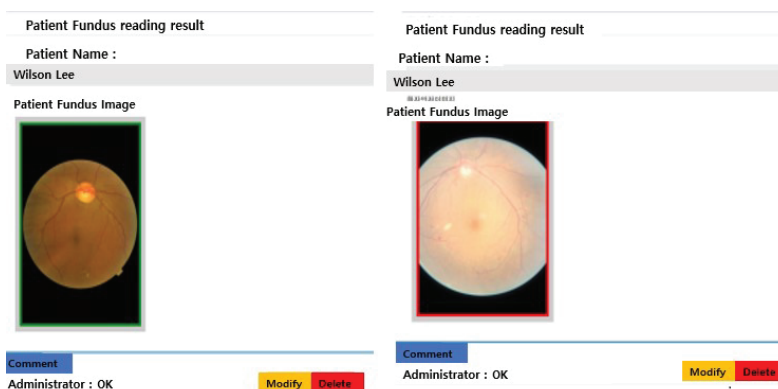 Patient Fundus reading result
Patient Name :
Wilson Lee
Patient Fundus Image
Comment
Administrator : OK
Modify
Delete
Patient Fundus reading result
Patient Name :
Wilson Lee
Patient Fundus Image
Comment
Administrator : OK
Modify
Delete